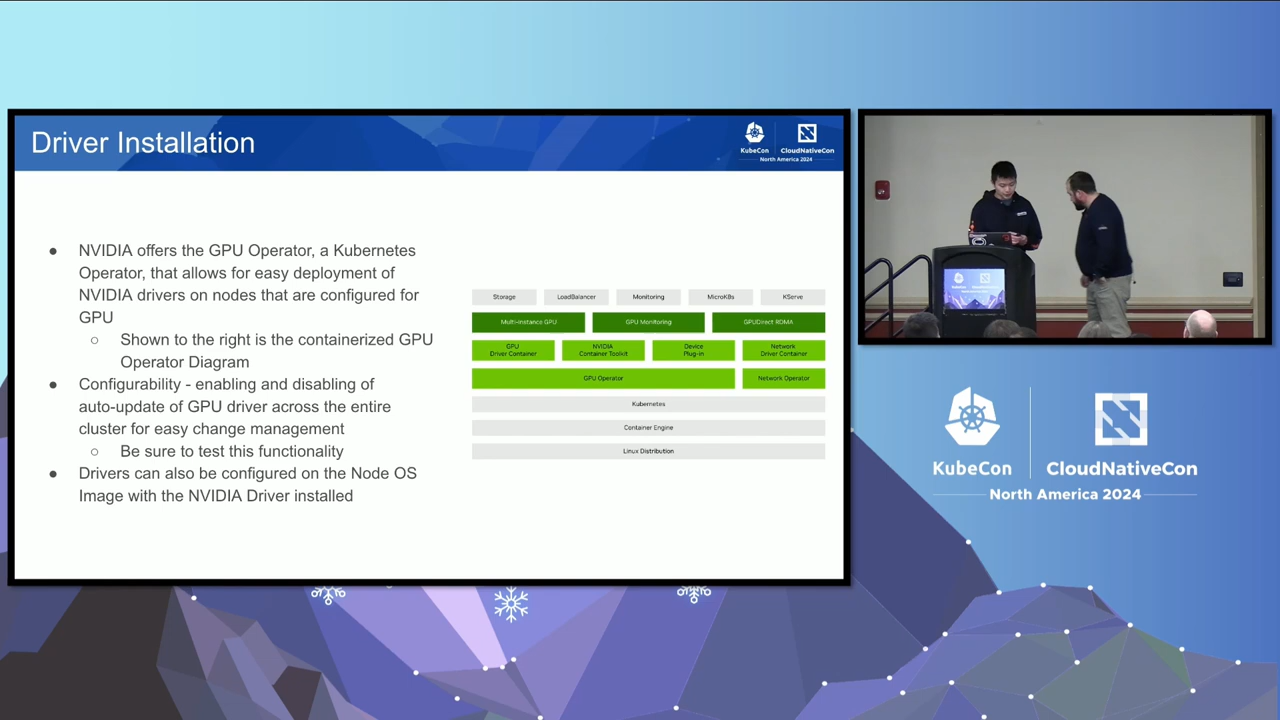 Driver Installation
KubeCon
CloudNativeCon
North America 2024
● NVIDIA offers the GPU Operator, a Kubernetes
Operator, that allows for easy deployment of
NVIDIA drivers on nodes that are configured for
GPU
○ Shown to the right is the containerized GPU
Operator Diagram
● Configurability - enabling and disabling of
auto-update of GPU driver across the entire
cluster for easy change management
○ Be sure to test this functionality
● Drivers can also be configured on the Node OS
Image with the NVIDIA Driver installed
Storage
LoadBalancer
Monitoring
MicroK8s
KServe
Multi-Instance GPU
GPU Monitoring
GPUDirect RDMA
GPU
Driver Container
NVIDIA
Container Toolkit
Device
Plug-in
Network
Driver Container
GPU Operator
Network Operator
Kubernetes
Container Engine
Linux Distribution
KubeCon
CloudNativeCon
North America 2024